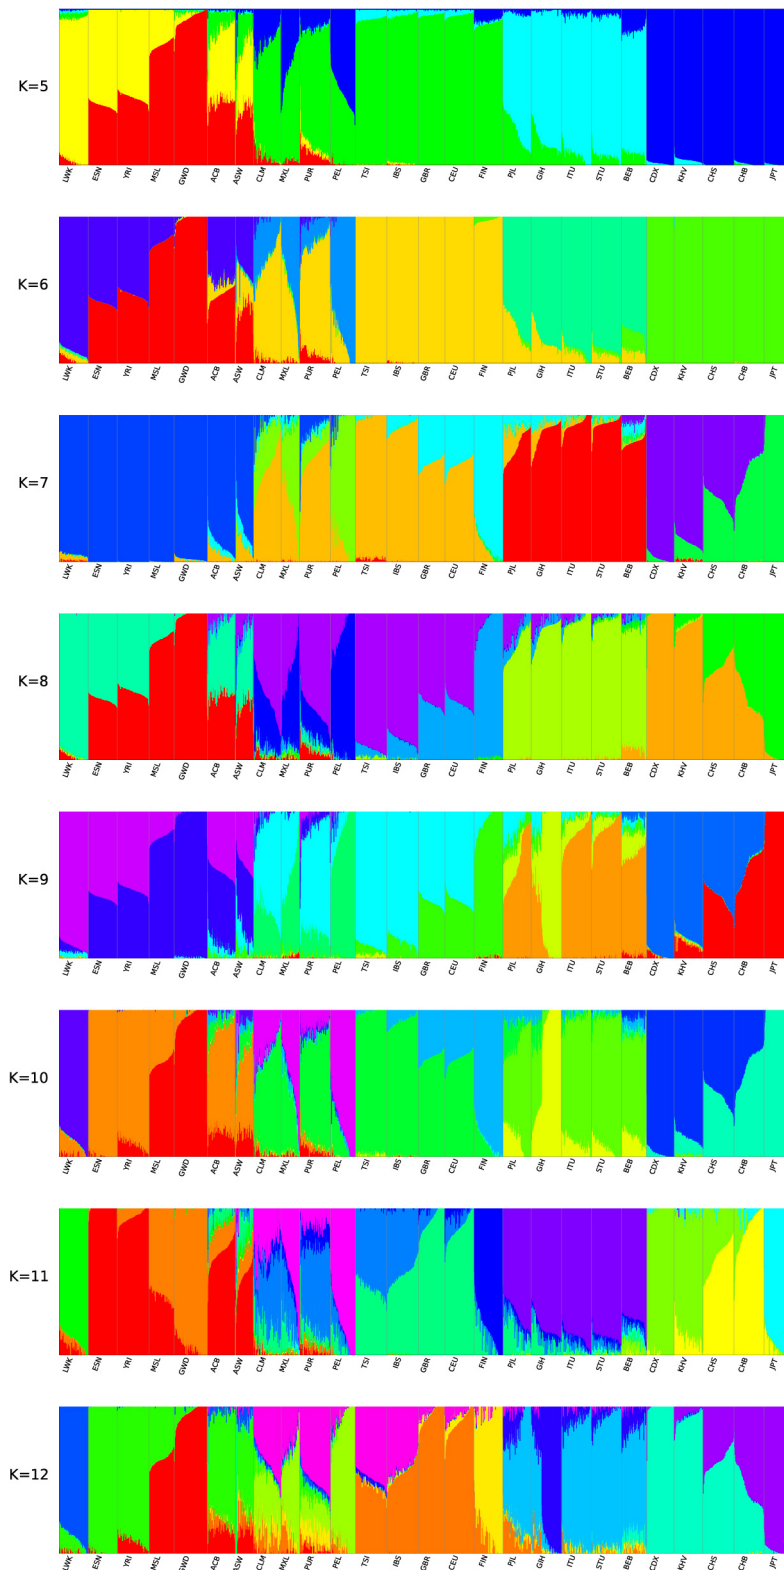 K=5
LWK ESN YRI MSL GWD ACB ASW CLM MXL PUR PEL TSI IBS GBR CEU FIN PJL GIH ITU STU BEB CDX KHV CHS CHB JPT
K=6
LWK ESN YRI MSL GWD ACB ASW CLM MXL PUR PEL TSI IBS GBR CEU FIN PJL GIH ITU STU BEB CDX KHV CHS CHB JPT
K=7
LWK ESN YRI MSL GWD ACB ASW CLM MXL PUR PEL TSI IBS GBR CEU FIN PJL GIH ITU STU BEB CDX KHV CHS CHB JPT
K=8
LWK ESN YRI MSL GWD ACB ASW CLM MXL PUR PEL TSI IBS GBR CEU FIN PJL GIH ITU STU BEB CDX KHV CHS CHB JPT
K=9
LWK ESN YRI MSL GWD ACB ASW CLM MXL PUR PEL TSI IBS GBR CEU FIN PJL GIH ITU STU BEB CDX KHV CHS CHB JPT
K=10
LWK ESN YRI MSL GWD ACB ASW CLM MXL PUR PEL TSI IBS GBR CEU FIN PJL GIH ITU STU BEB CDX KHV CHS CHB JPT
K=11
LWK ESN YRI MSL GWD ACB ASW CLM MXL PUR PEL TSI IBS GBR CEU FIN PJL GIH ITU STU BEB CDX KHV CHS CHB JPT
K=12
LWK ESN YRI MSL GWD ACB ASW CLM MXL PUR PEL TSI IBS GBR CEU FIN PJL GIH ITU STU BEB CDX KHV CHS CHB JPT